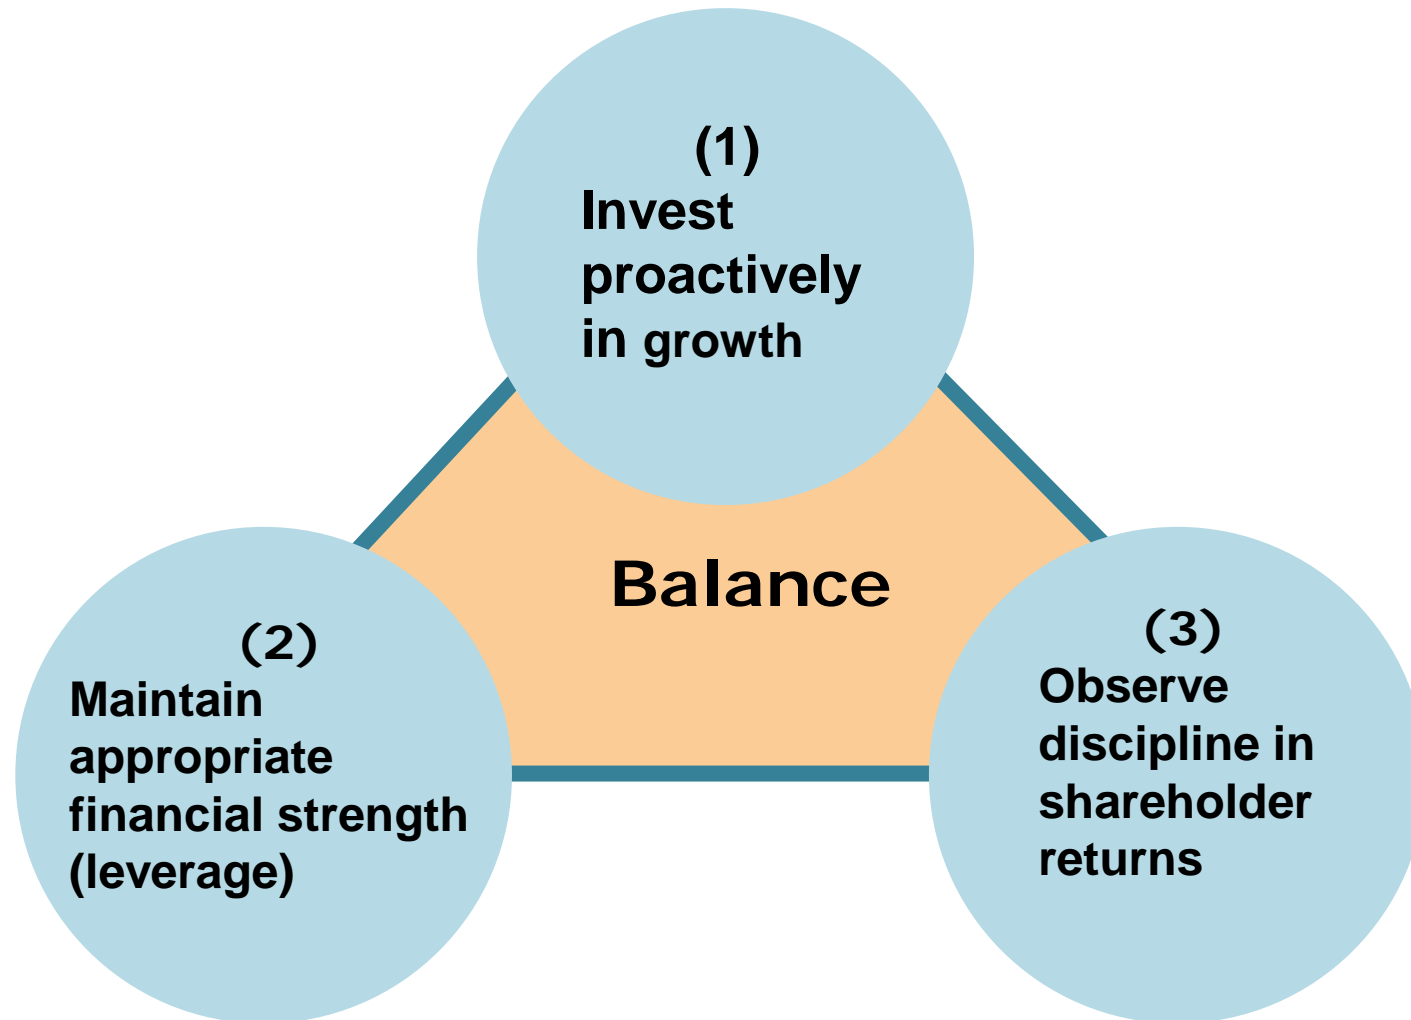 (1)
Invest
proactively
in growth
Balance
(2)
Maintain
appropriate
financial strength
(leverage)
(3)
Observe
discipline in
shareholder
returns